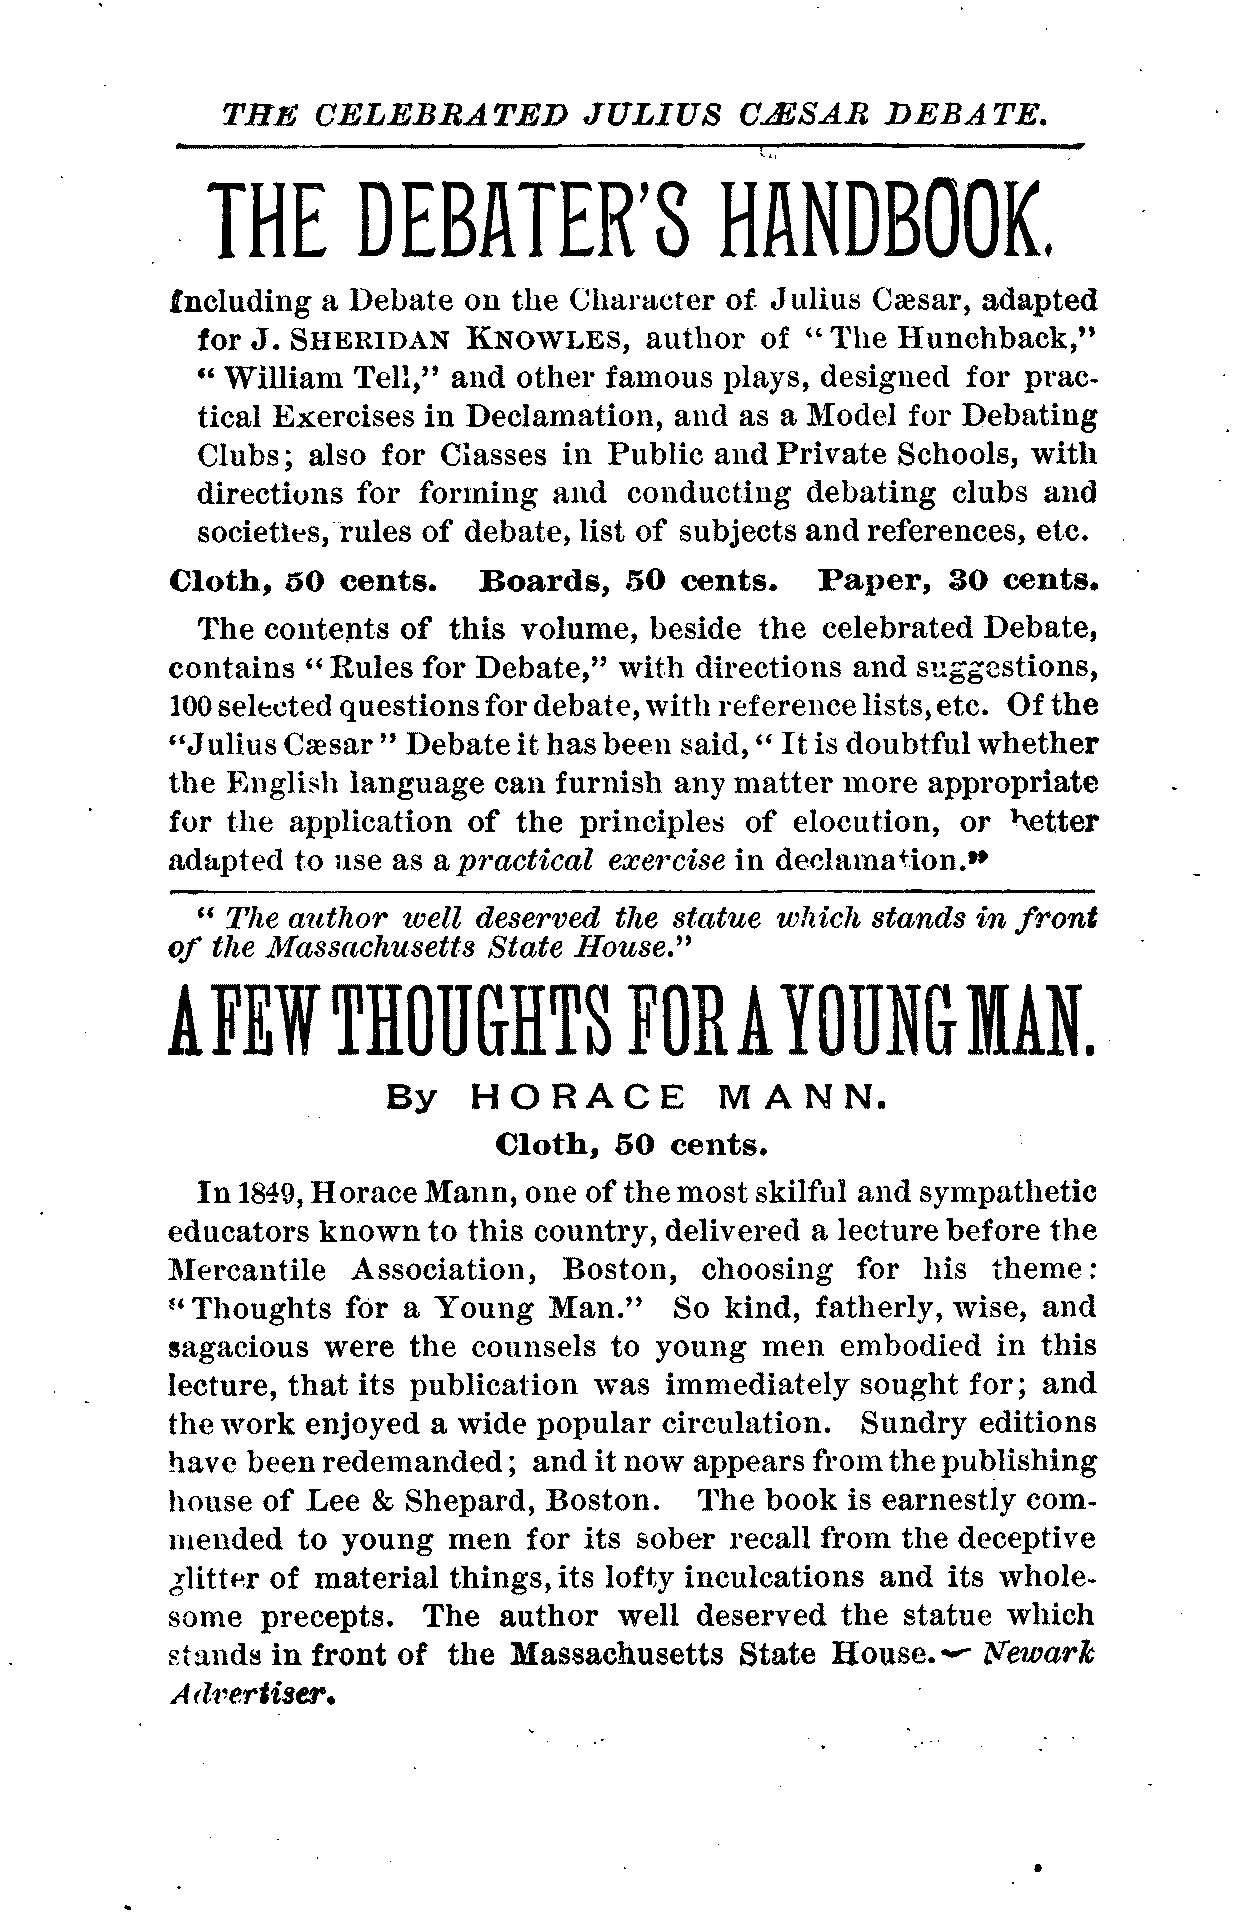 THE CELEBRATED JULIUS CÆSAR DEBATE.
THE DEBATER'S HANDBOOK.
Including a Debate on the Character of Julius Cæsar, adapted
for J. SHERIDAN KNOWLES, author of “The Hunchback,”
“William Tell,” and other famous plays, designed for prac-
tical Exercises in Declamation, and as a Model for Debating
Clubs; also for Classes in Public and Private Schools, with
directions for forming and conducting debating clubs and
societies, rules of debate, list of subjects and references, etc.
Cloth, 50 cents. Boards, 50 cents. Paper, 30 cents.
The contents of this volume, beside the celebrated Debate,
contains “Rules for Debate,” with directions and suggestions,
100 selected questions for debate, with reference lists, etc. Of the
“Julius Cæsar” Debate it has been said, “It is doubtful whether
the English language can furnish any matter more appropriate
for the application of the principles of elocution, or better
adapted to use as a practical exercise in declamation.”
“The author well deserved the statue which stands in front
of the Massachusetts State House.”
A FEW THOUGHTS FOR A YOUNG MAN.
By HORACE MANN.
Cloth, 50 cents.
In 1849, Horace Mann, one of the most skilful and sympathetic
educators known to this country, delivered a lecture before the
Mercantile Association, Boston, choosing for his theme:
“Thoughts for a Young Man.” So kind, fatherly, wise, and
sagacious were the counsels to young men embodied in this
lecture, that its publication was immediately sought for; and
the work enjoyed a wide popular circulation. Sundry editions
have been redemanded; and it now appears from the publishing
house of Lee & Shepard, Boston. The book is earnestly com-
mended to young men for its sober recall from the deceptive
glitter of material things, its lofty inculcations and its whole-
some precepts. The author well deserved the statue which
stands in front of the Massachusetts State House.— Newark
Advertiser.